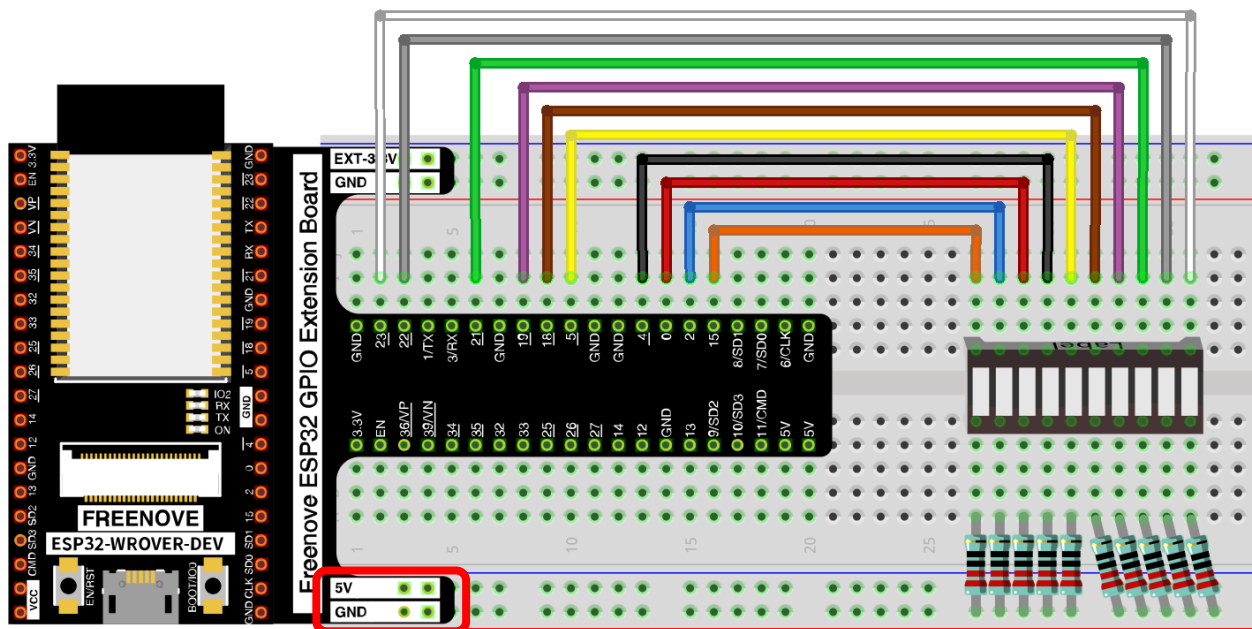 3.3V
EN
VP
VN
34
35
32
33
25
26
27
14
12
GND
13
SD2
SD3
CMD
VCC
GND
23
22
TX
RX
21
GND
19
18
5
GND
4
0
2
15
SD1
SD0
CLK
GND
IO2
RX
TX
ON
FREENOVE
ESP32-WROVER-DEV
EN/RST
BOOT/IO0
Freenove ESP32 GPIO Extension Board
EXT-3.3V
GND
1
5
GND
23
22
1/TX
3/RX
21
GND
19
18
5
GND
GND
4
0
2
15
8/SD1
7/SD0
6/CLK
GND
3.3V
EN
36/VP
39/VN
34
35
32
33
25
26
27
14
12
GND
13
9/SD2
10/SD3
11/CMD
5V
5V
Label
1
5
10
15
20
25
5V
GND